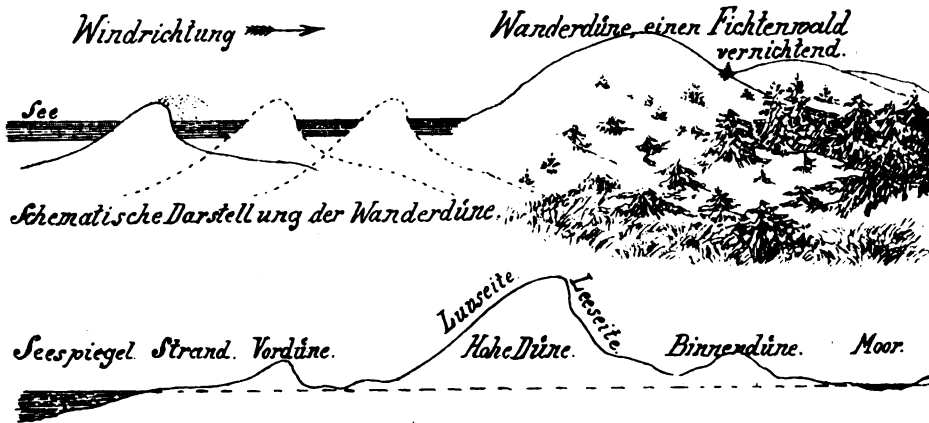 Windrichtung
Wanderdüne, einen Fichtenwald
vernichtend.
See
Schematische Darstellung der Wanderdüne.
Luvseite
Leeseite.
Seespiegel. Strand. Vordüne. Hohe Düne. Binnendüne. Moor.